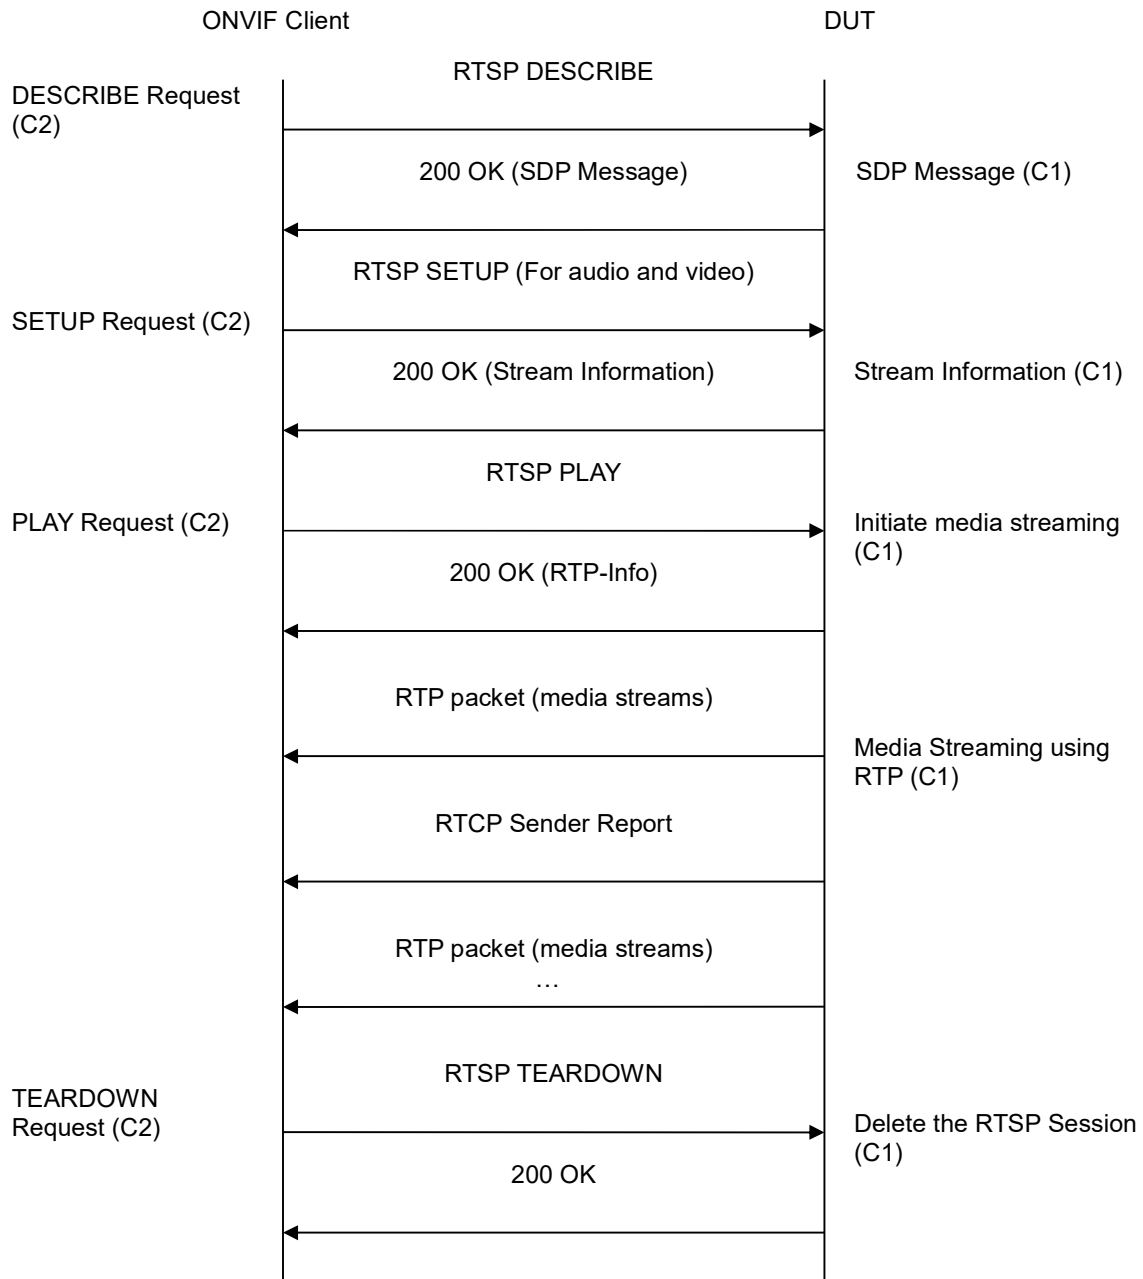 ONVIF Client
DUT
RTSP DESCRIBE
DESCRIBE Request
(C2)
200 OK (SDP Message)
SDP Message (C1)
RTSP SETUP (For audio and video)
SETUP Request (C2)
200 OK (Stream Information)
Stream Information (C1)
RTSP PLAY
PLAY Request (C2)
Initiate media streaming
(C1)
200 OK (RTP-Info)
RTP packet (media streams)
Media Streaming using
RTP (C1)
RTCP Sender Report
RTP packet (media streams)
…
RTSP TEARDOWN
TEARDOWN
Request (C2)
Delete the RTSP Session
(C1)
200 OK